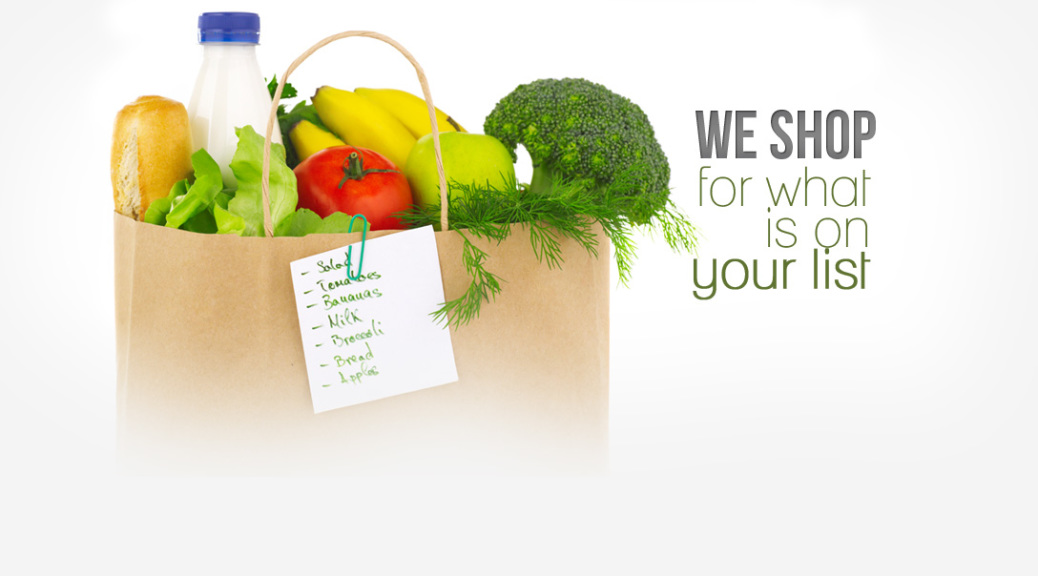 - Salad
- Tomatoes
- Bananas
- Milk
- Broccoli
- Bread
- Apples
WE SHOP
for what
is on
your list